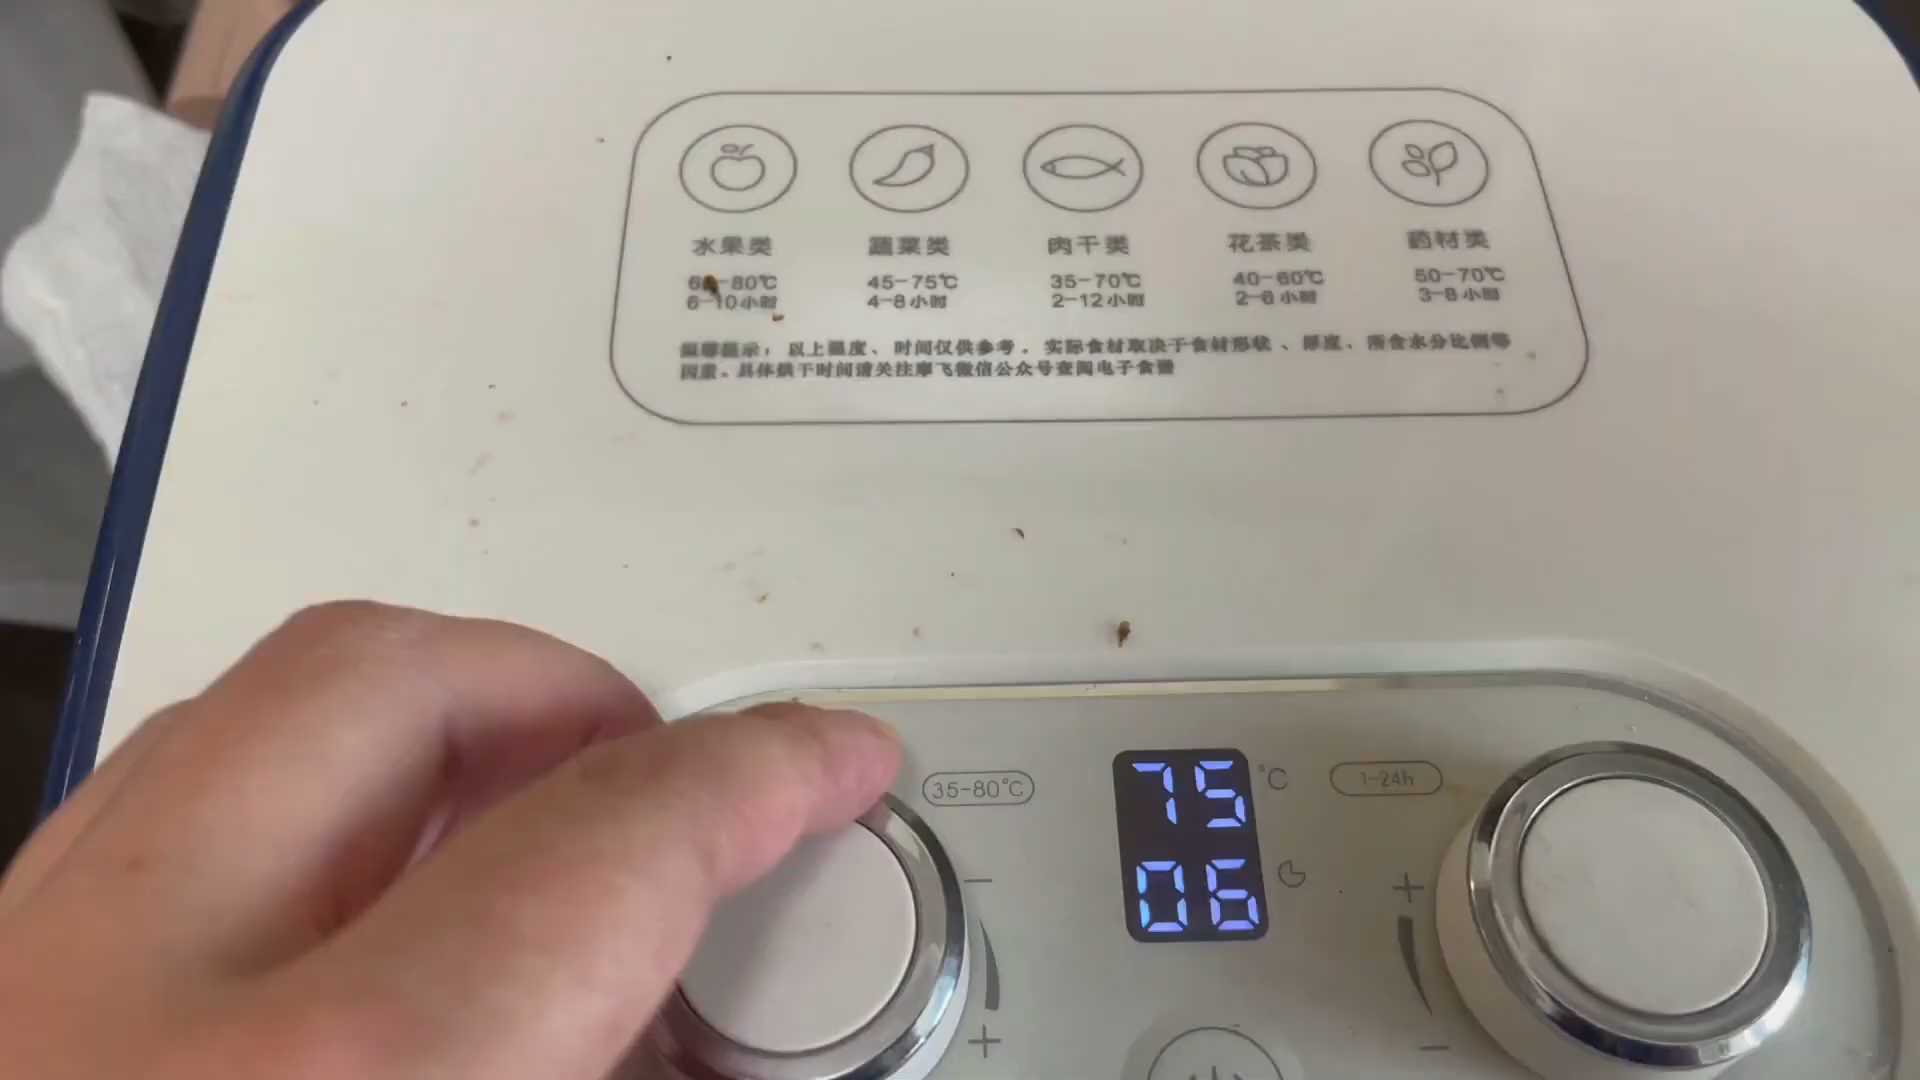 水果类 蔬菜类 肉干类 花茶类 药材类
-80℃ 45-75℃ 35-70℃ 40-60℃ 50-70℃
6-10小时 4-8小时 2-12小时 2-6小时 3-8小时
温馨提示：以上温度、时间仅供参考。实际食材取决于食材形状、厚度、所含水分比例等
因素。具体烘干时间请关注摩飞微信公众号查阅电子食谱
35-80°C 75 °C 1-24h
06